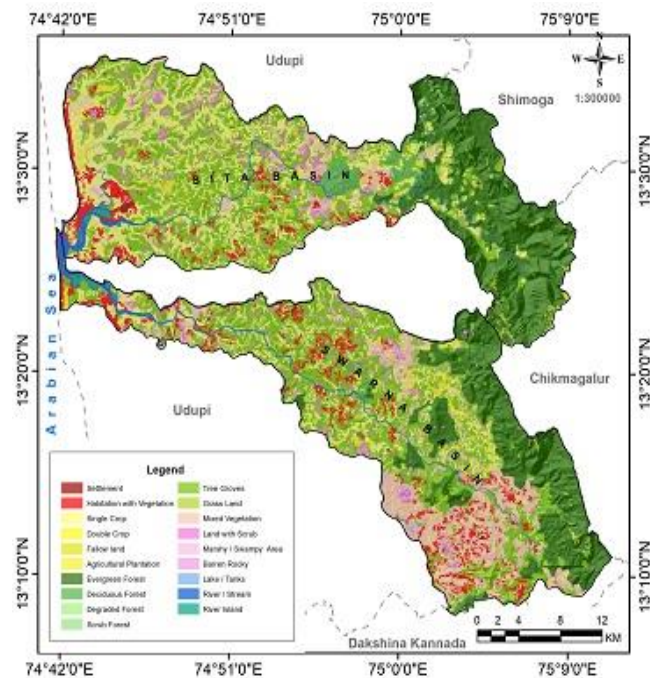 74°42'0"E 74°51'0"E 75°0'0"E 75°9'0"E
Udupi
N
W E
S
Shimoga
1:300000
13°30'0"N
13°30'0"N
SITA BASIN
Arabian Sea
13°20'0"N
13°20'0"N
SWARNA BASIN
Chikmagalur
Udupi
Legend
Settlement
Habitation with Vegetation
Single Crop
Double Crop
Fallow land
Agricultural Plantation
Evergreen Forest
Deciduous Forest
Degraded Forest
Scrub Forest
Tree Groves
Grass Land
Mixed Vegetation
Land with Scrub
Marshy / Swampy Area
Barren Rocky
Lake / Tanks
River / Stream
River Island
13°10'0"N
13°10'0"N
0 2 4 8 12
KM
Dakshina Kannada
74°42'0"E 74°51'0"E 75°0'0"E 75°9'0"E